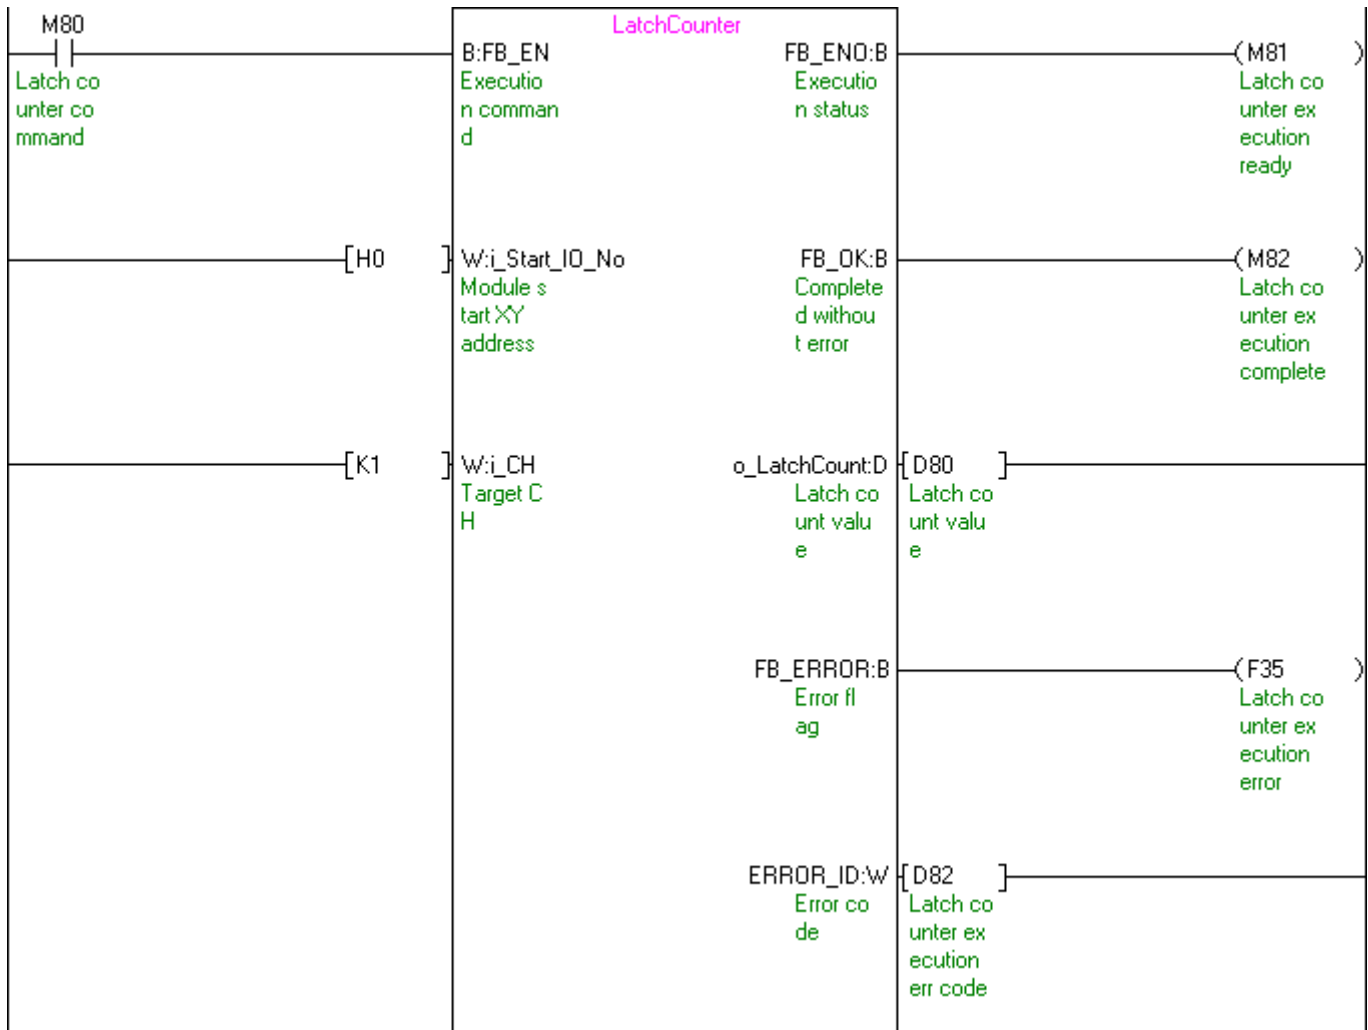 M80
LatchCounter
B:FB_EN
FB_ENO:B
(M81 )
Latch co
unter co
mmand
Executio
n comman
d
Executio
n status
Latch co
unter ex
ecution
ready
[H0 ]
W:i_Start_IO_No
FB_OK:B
(M82 )
Module s
tart XY
address
Complete
d withou
t error
Latch co
unter ex
ecution
complete
[K1 ]
W:i_CH
o_LatchCount:D
[D80 ]
Target C
H
Latch co
unt valu
e
Latch co
unt valu
e
FB_ERROR:B
(F35 )
Error fl
ag
Latch co
unter ex
ecution
error
ERROR_ID:W
[D82 ]
Error co
de
Latch co
unter ex
ecution
err code